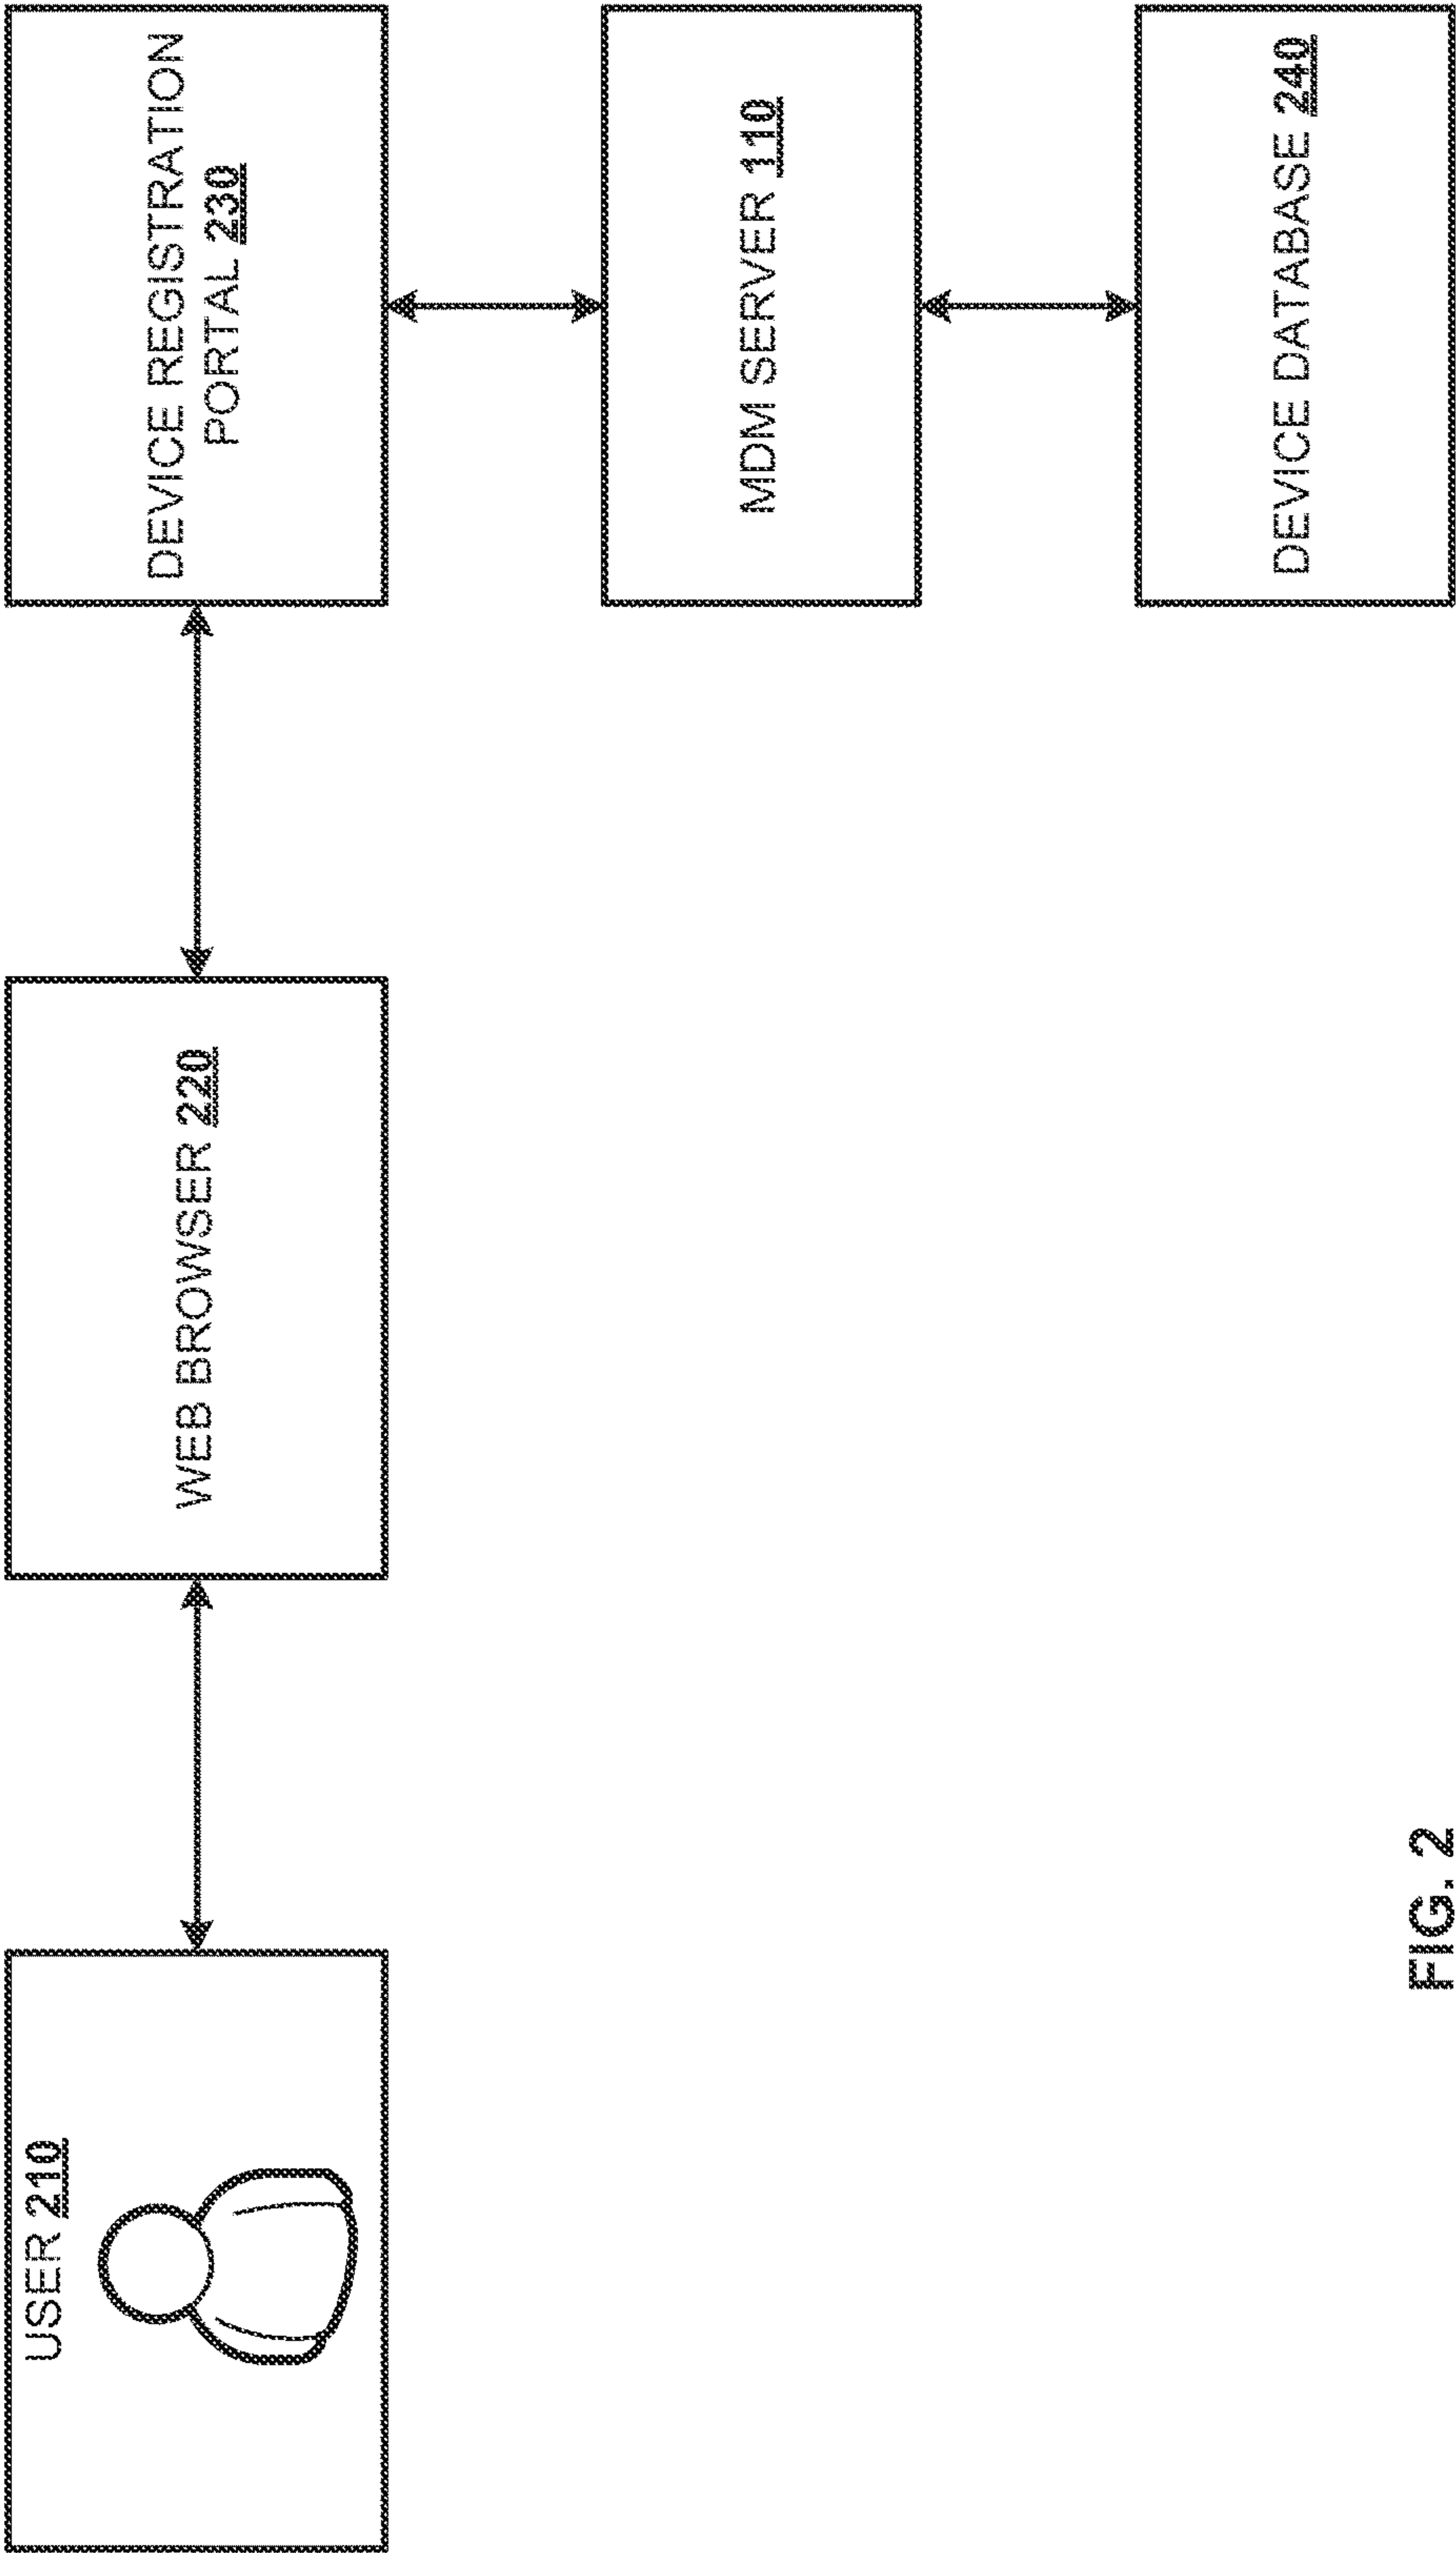 USER 210
WEB BROWSER 220
DEVICE REGISTRATION
PORTAL 230
MDM SERVER 110
DEVICE DATABASE 240
FIG. 2